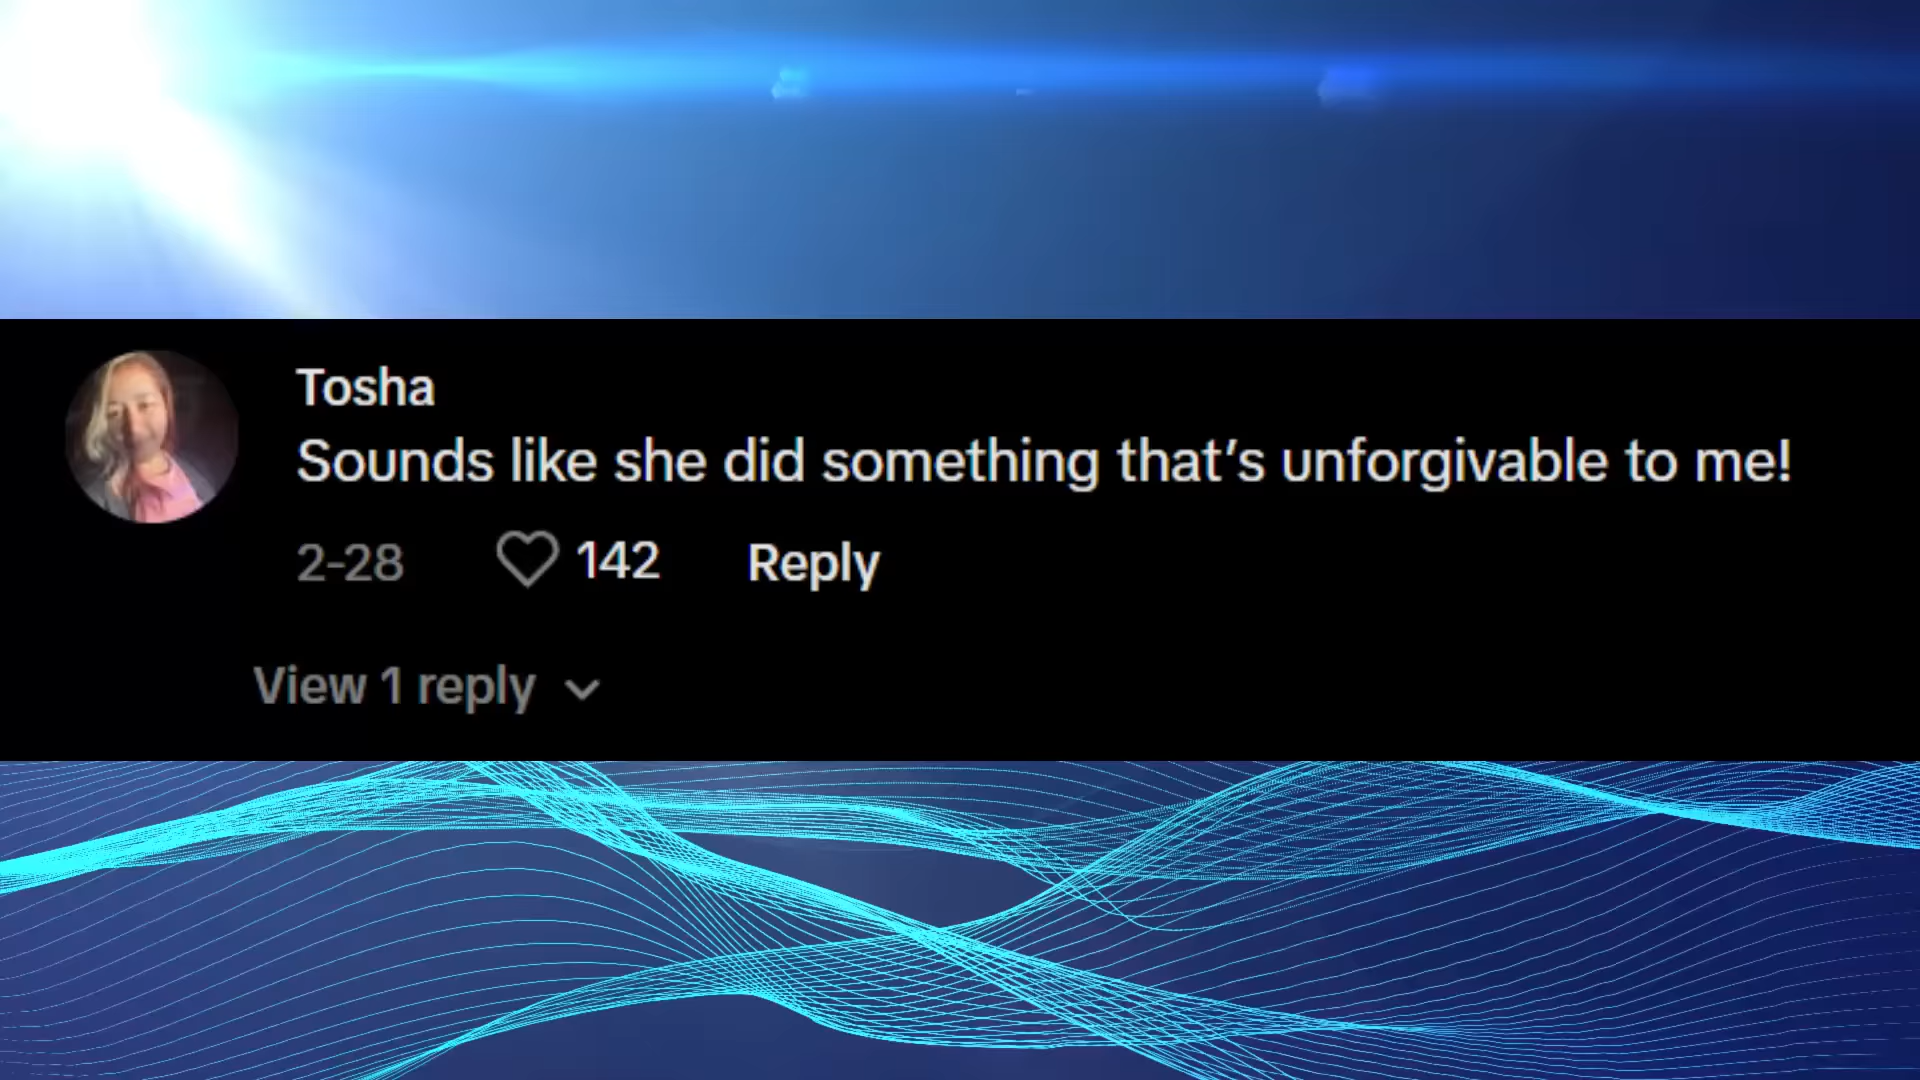 Tosha
Sounds like she did something that’s unforgivable to me!
2-28 142 Reply
View 1 reply